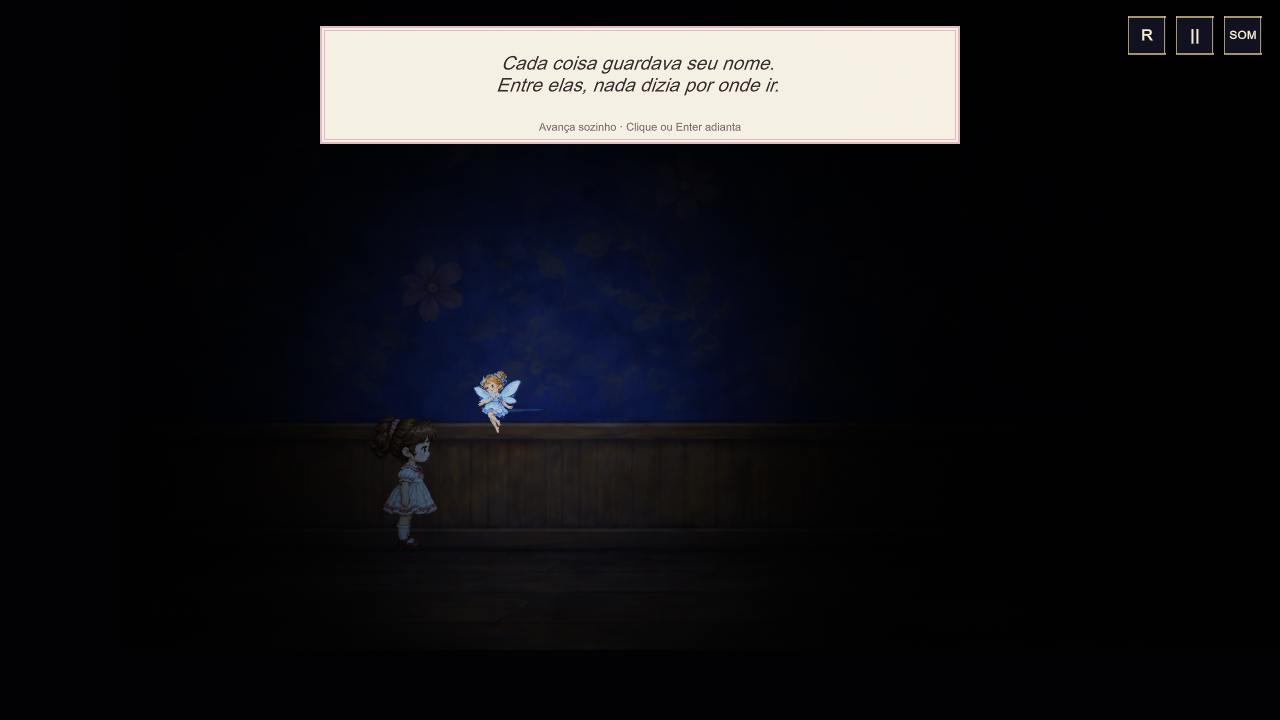 Cada coisa guardava seu nome.
Entre elas, nada dizia por onde ir.
Avança sozinho · Clique ou Enter adianta
R
||
SOM